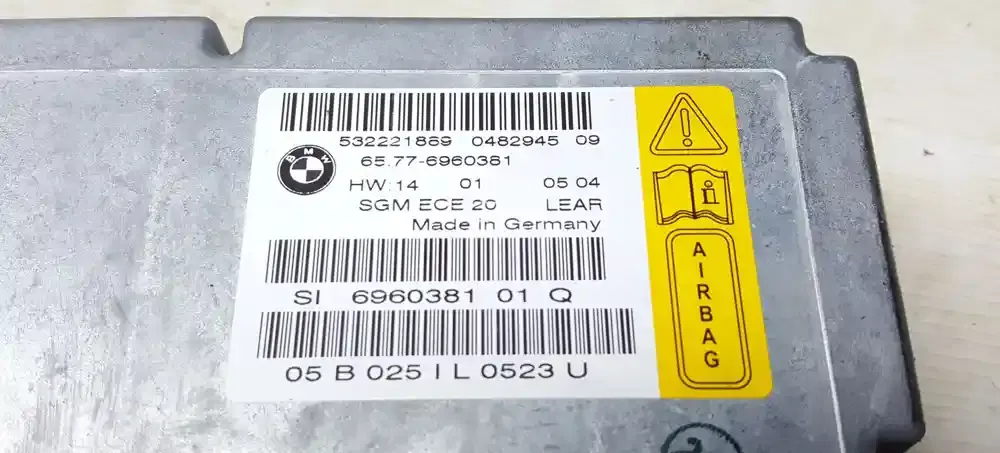 532221869 0482945 09
BMW
65.77-6960381
HW:14 01 05 04
SGM ECE 20 LEAR
Made in Germany
SI 6960381 01 Q
05 B 025 I L 0523 U
AIRBAG